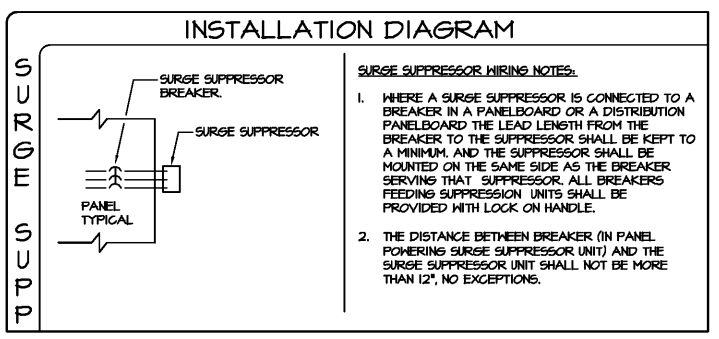 INSTALLATION DIAGRAM
SURGE SUPP
SURGE SUPPRESSOR
BREAKER.
SURGE SUPPRESSOR
PANEL
TYPICAL
SURGE SUPPRESSOR WIRING NOTES:
1. WHERE A SURGE SUPPRESSOR IS CONNECTED TO A
BREAKER IN A PANELBOARD OR A DISTRIBUTION
PANELBOARD THE LEAD LENGTH FROM THE
BREAKER TO THE SUPPRESSOR SHALL BE KEPT TO
A MINIMUM. AND THE SUPPRESSOR SHALL BE
MOUNTED ON THE SAME SIDE AS THE BREAKER
SERVING THAT SUPPRESSOR. ALL BREAKERS
FEEDING SUPPRESSION UNITS SHALL BE
PROVIDED WITH LOCK ON HANDLE.
2. THE DISTANCE BETWEEN BREAKER (IN PANEL
POWERING SURGE SUPPRESSOR UNIT) AND THE
SURGE SUPPRESSOR UNIT SHALL NOT BE MORE
THAN 12", NO EXCEPTIONS.